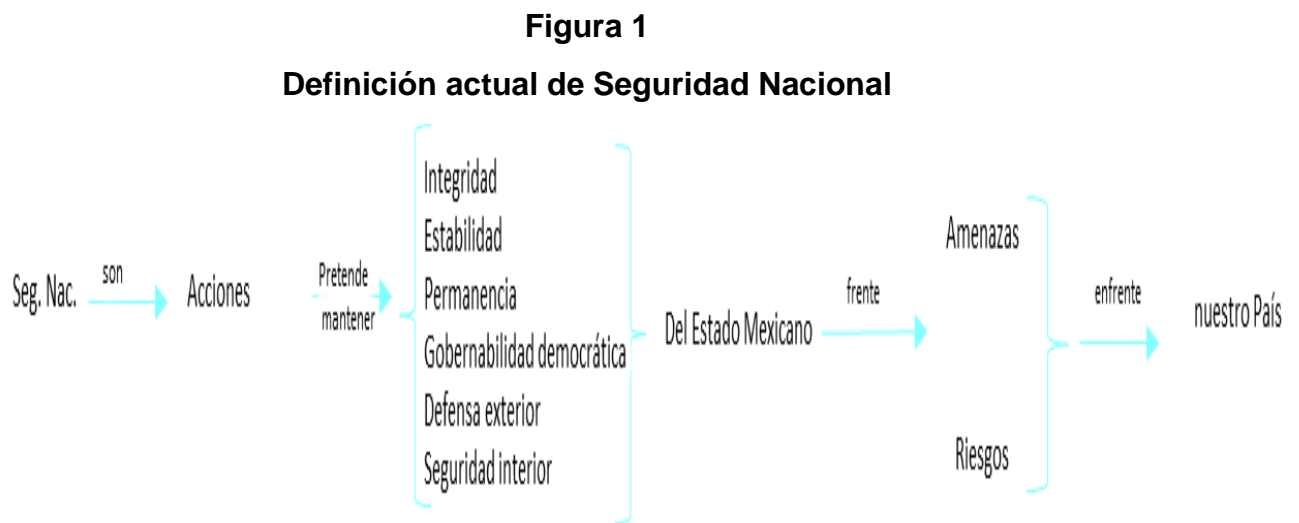 Figura 1
Definición actual de Seguridad Nacional
Seg. Nac.
son
Acciones
Pretende
mantener
Integridad
Estabilidad
Permanencia
Gobernabilidad democrática
Defensa exterior
Seguridad interior
Del Estado Mexicano
frente
Amenazas
Riesgos
enfrente
nuestro País